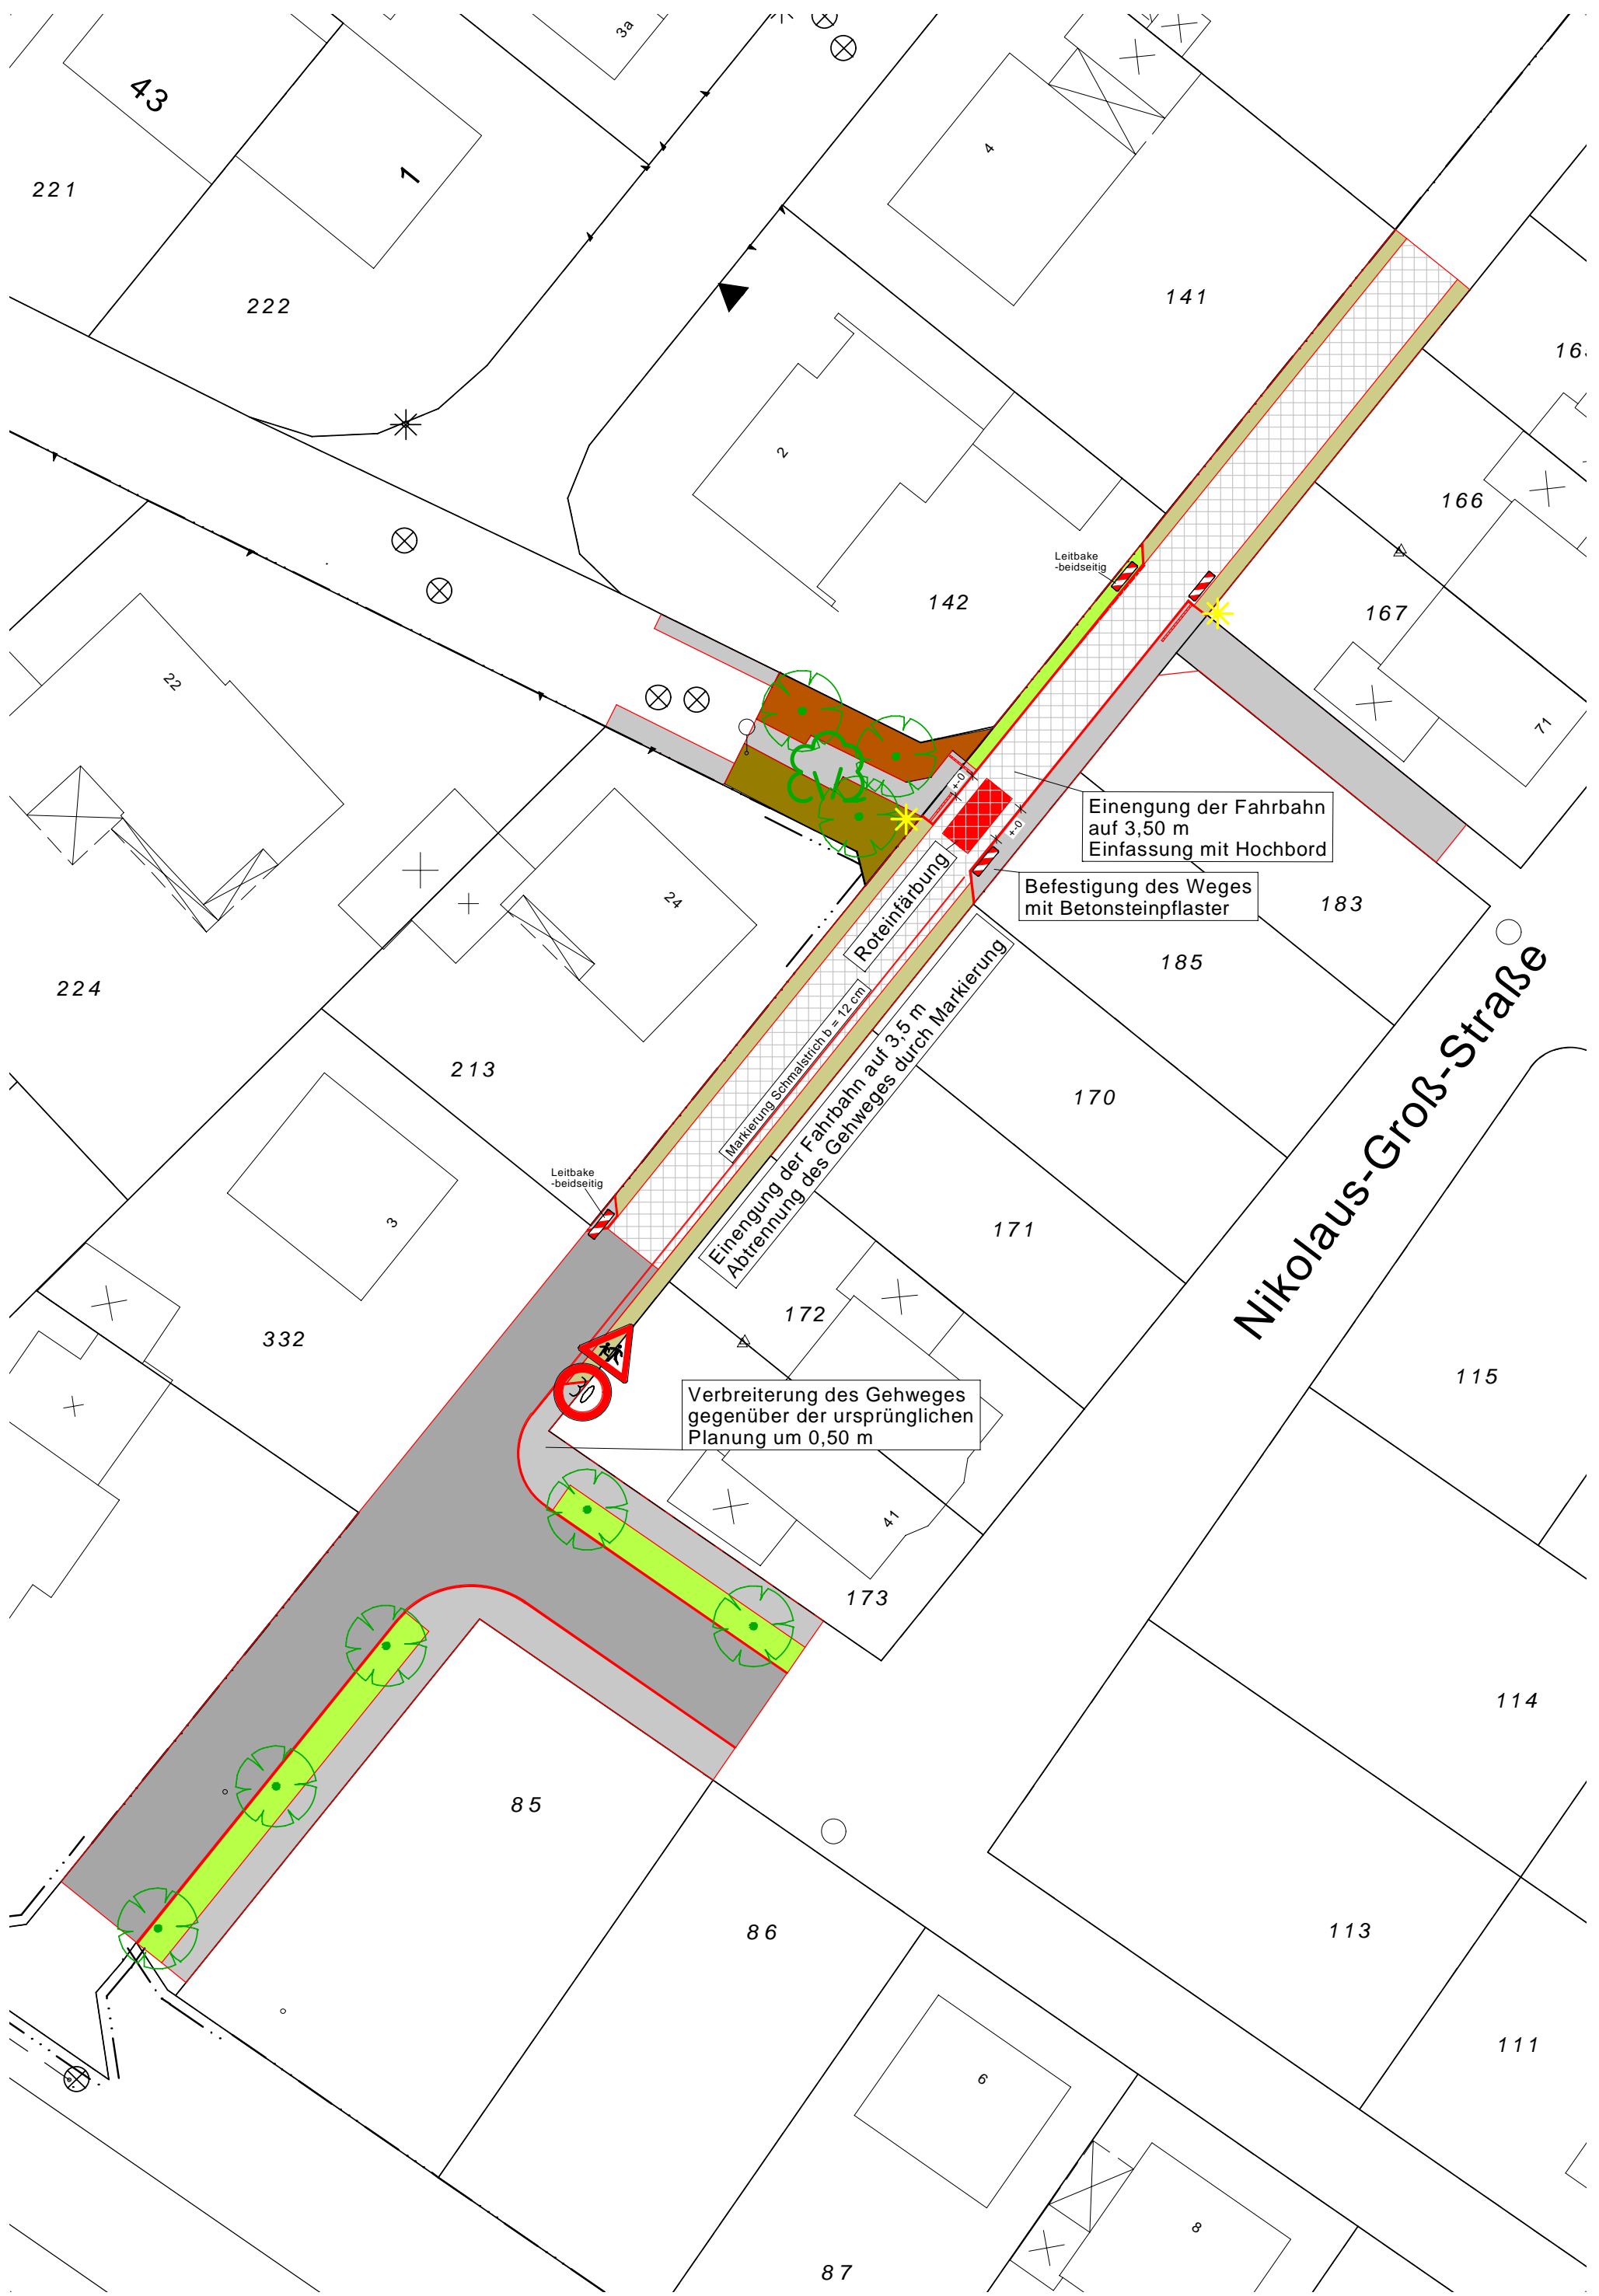 3a
43
1
221
4
222
141
2
166
Leitbake
-beidseitig
142
167
22
71
+-0
+-0
Einengung der Fahrbahn
auf 3,50 m
Einfassung mit Hochbord
Roteinfärbung
Befestigung des Weges
mit Betonsteinpflaster
24
183
185
224
Nikolaus-Groß-Straße
Markierung Schmalstrich b = 12 cm
Einengung der Fahrbahn auf 3,5 m
Abtrennung des Gehweges durch Markierung
213
170
Leitbake
-beidseitig
3
171
172
332
30
115
Verbreiterung des Gehweges
gegenüber der ursprünglichen
Planung um 0,50 m
41
173
114
85
86
113
111
6
8
87